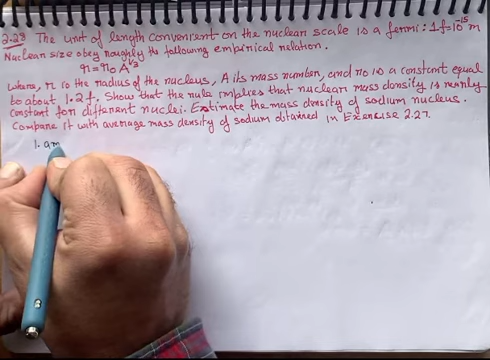 2.28 The unit of length convenient on the nuclear scale is a fermi : 1f=10⁻¹⁵ m
Nuclear size obey roughly the following empirical relation.
r = r₀ A^1/3
where, r is the radius of the nucleus, A its mass number, and r₀ is a constant equal
to about 1.2 f. Show that the rule implies that nuclear mass density is nearly
constant for different nuclei. Estimate the mass density of sodium nucleus.
Compare it with average mass density of sodium obtained in Exercise 2.27.
1. am